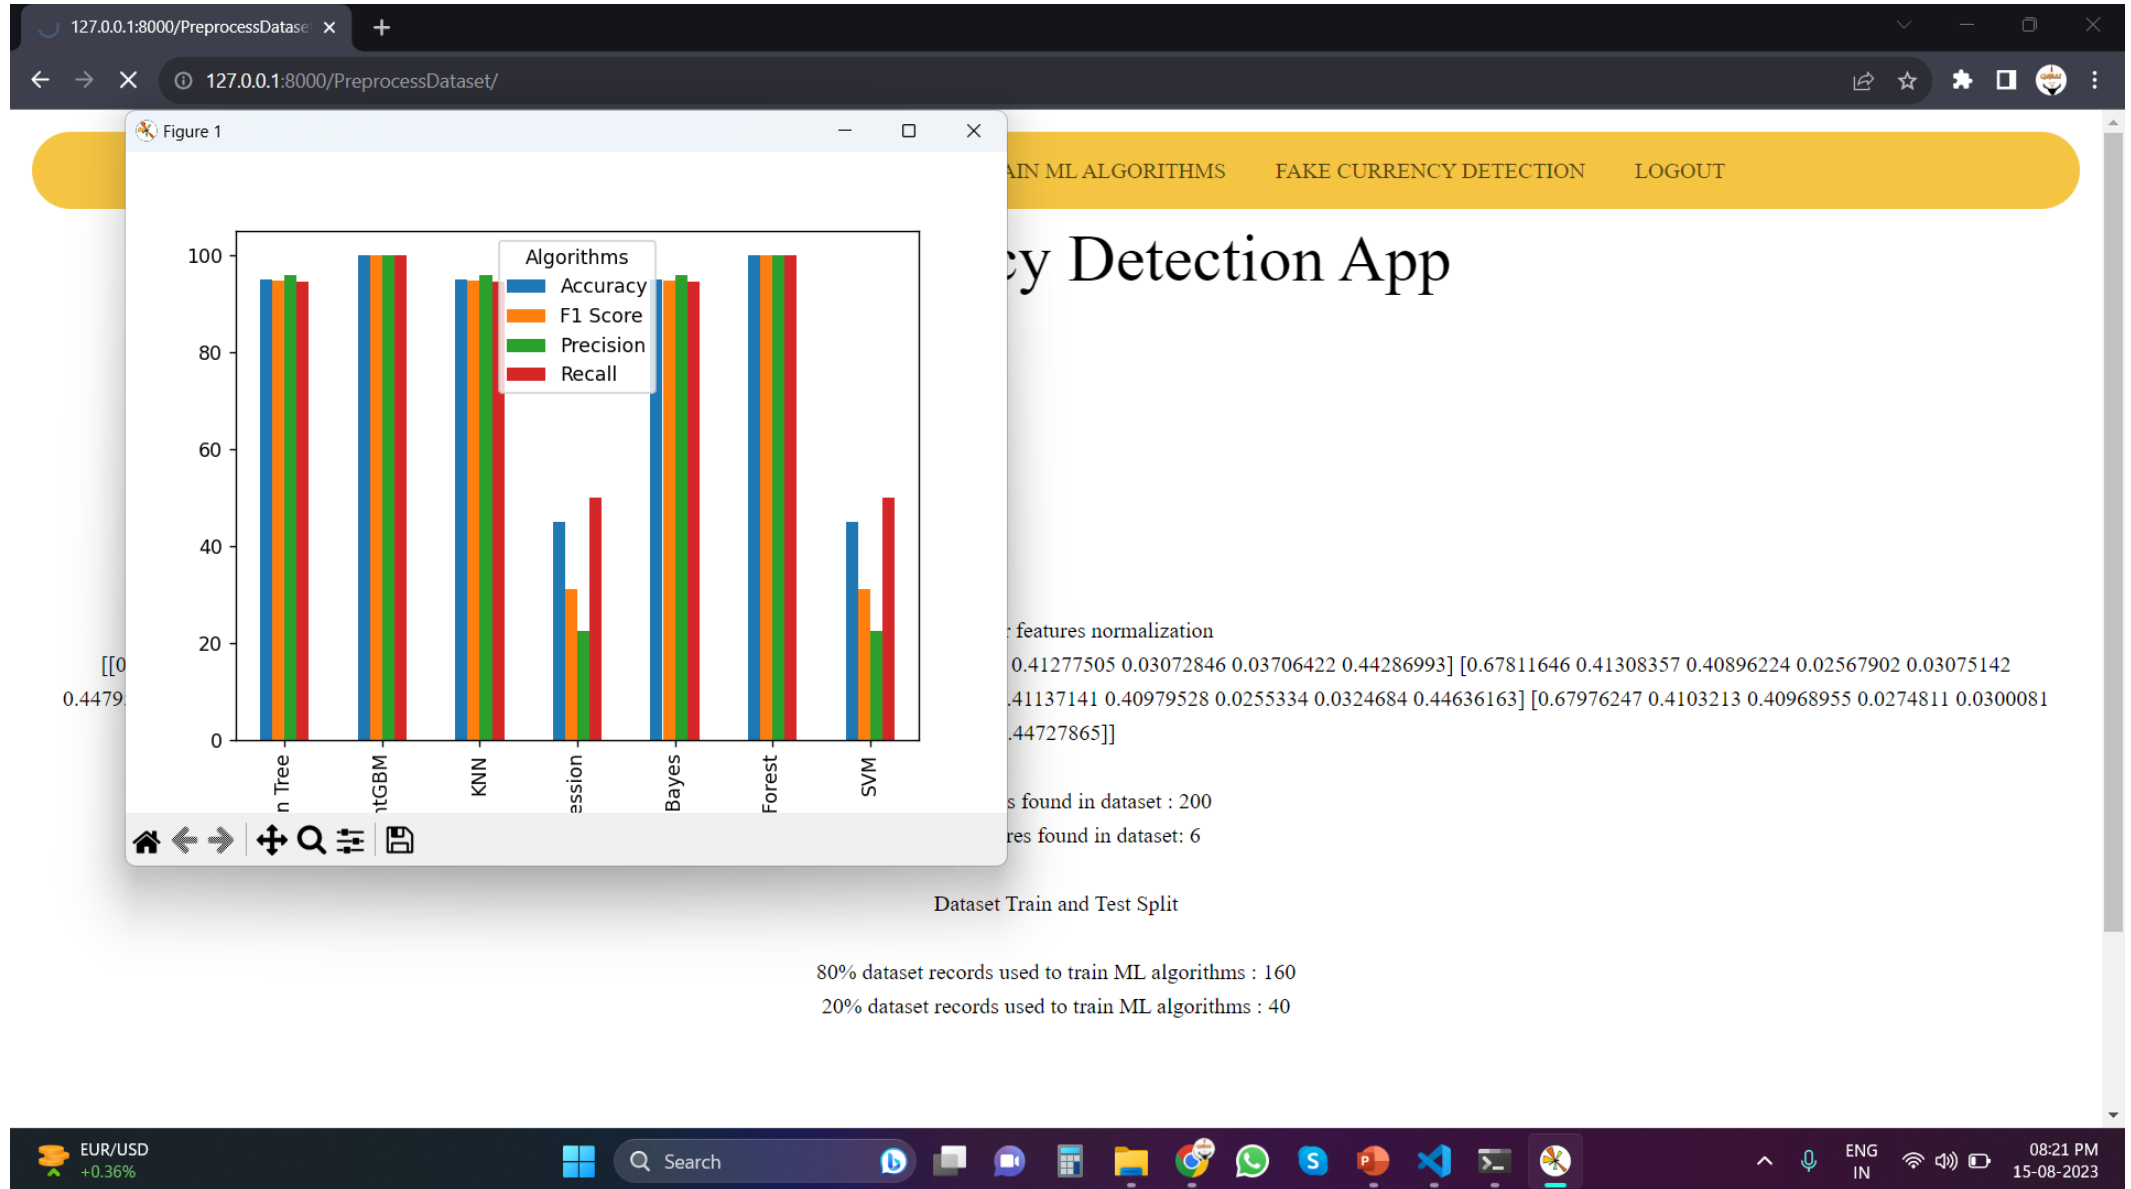 127.0.0.1:8000/PreprocessDatase
127.0.0.1:8000/PreprocessDataset/
Figure 1
AIN ML ALGORITHMS FAKE CURRENCY DETECTION LOGOUT
cy Detection App
100
80
60
40
20
0
Algorithms
Accuracy
F1 Score
Precision
Recall
n Tree
ntGBM
KNN
ession
Bayes
Forest
SVM
r features normalization
[[0 0.41277505 0.03072846 0.03706422 0.44286993] [0.67811646 0.41308357 0.40896224 0.02567902 0.03075142
0.4479 .41137141 0.40979528 0.0255334 0.0324684 0.44636163] [0.67976247 0.4103213 0.40968955 0.0274811 0.0300081
.44727865]]
s found in dataset : 200
res found in dataset: 6
Dataset Train and Test Split
80% dataset records used to train ML algorithms : 160
20% dataset records used to train ML algorithms : 40
EUR/USD
+0.36%
Search
ENG
IN
08:21 PM
15-08-2023